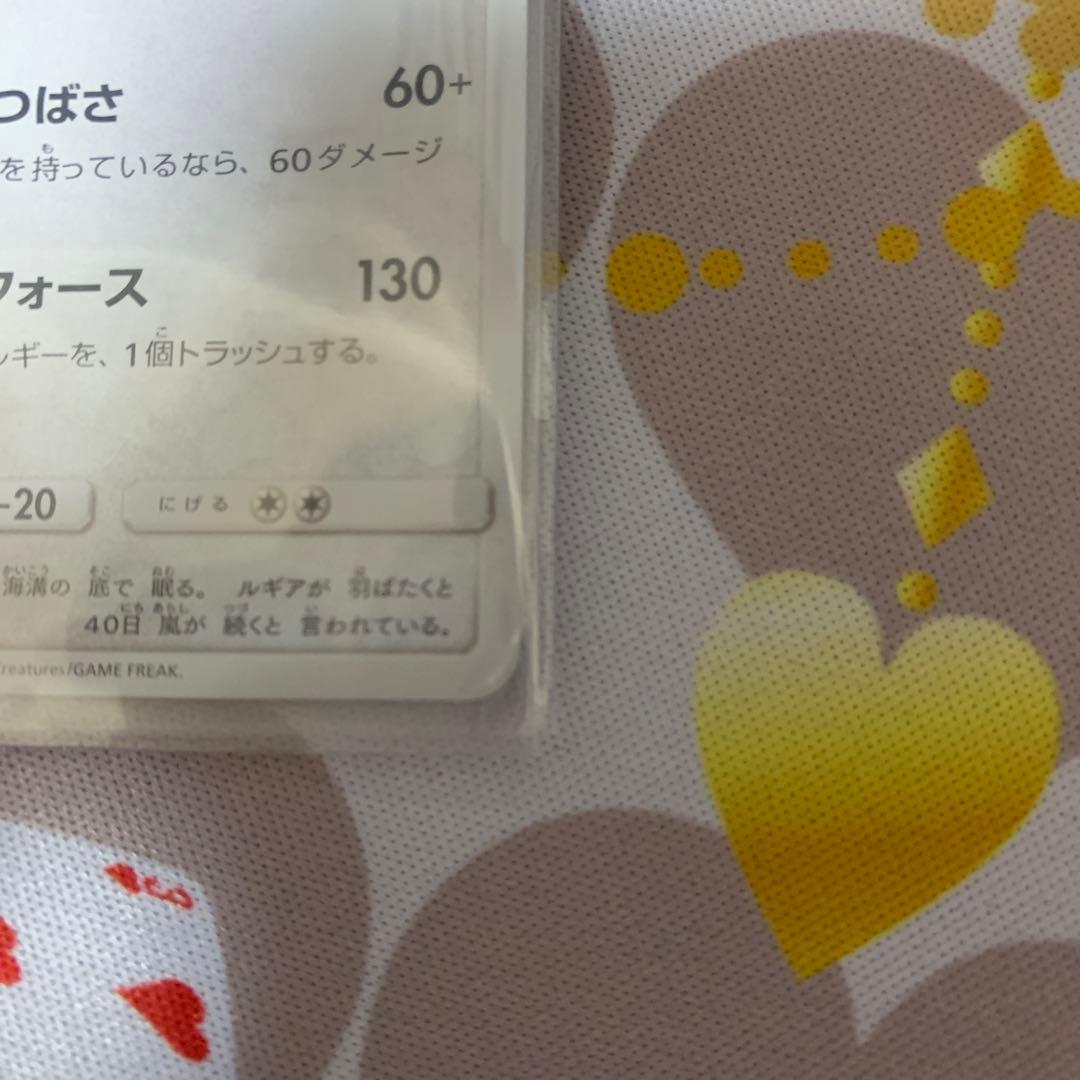 つばさ 60+
を持っているなら、60ダメージ
フォース 130
ルギーを、1個トラッシュする。
-20 にげる
海溝の 底で 眠る。 ルギアが 羽ばたくと
40日 嵐が 続くと 言われている。
reatures/GAME FREAK.